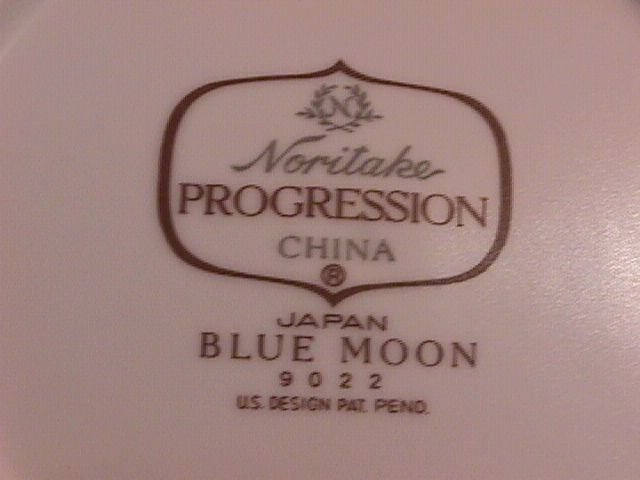 N
Noritake
PROGRESSION
CHINA
®
JAPAN
BLUE MOON
9022
U.S. DESIGN PAT. PEND.